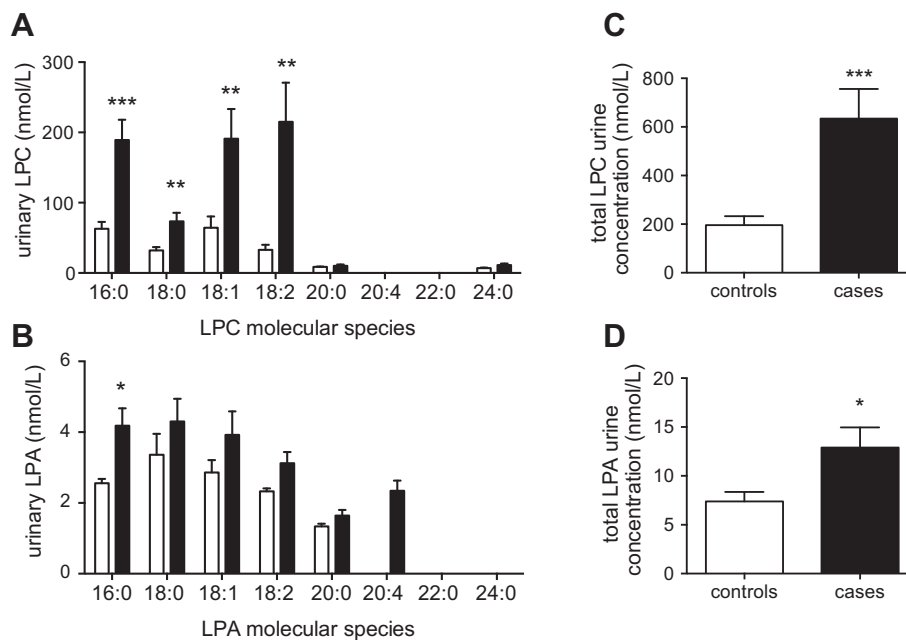 A
urinary LPC (nmol/L)
300
200
100
0
***
**
**
**
16:0 18:0 18:1 18:2 20:0 20:4 22:0 24:0
LPC molecular species
B
urinary LPA (nmol/L)
6
4
2
0
*
16:0 18:0 18:1 18:2 20:0 20:4 22:0 24:0
LPA molecular species
C
total LPC urine
concentration (nmol/L)
800
600
400
200
0
***
controls cases
D
total LPA urine
concentration (nmol/L)
20
15
10
5
0
*
controls cases